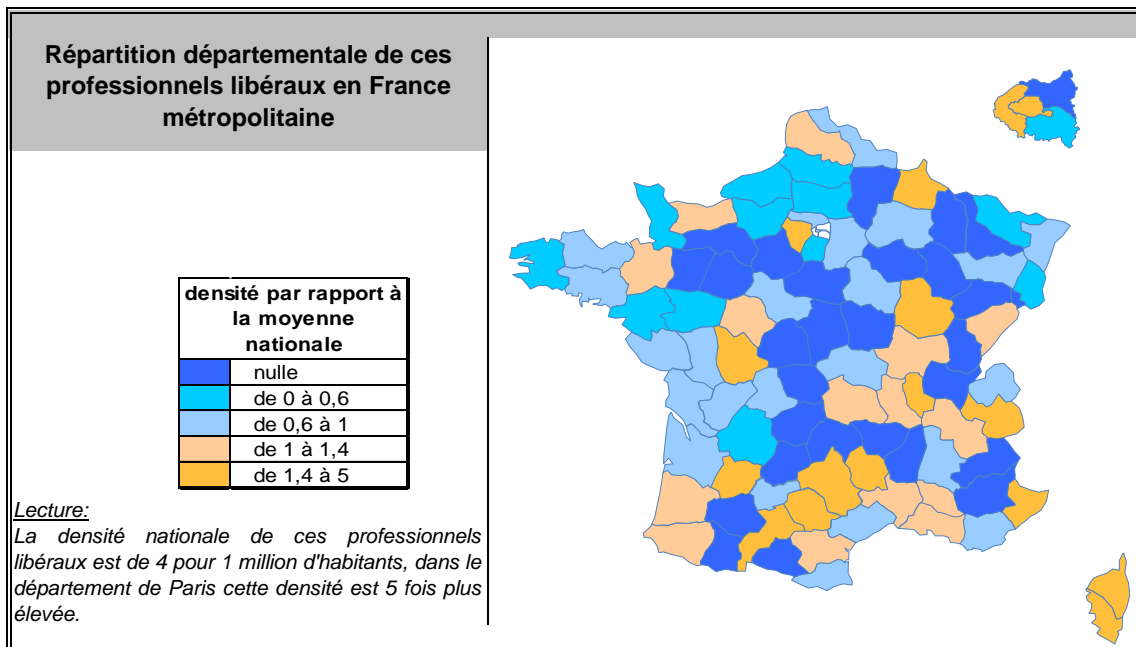 Répartition départementale de ces
professionnels libéraux en France
métropolitaine
densité par rapport à
la moyenne
nationale
nulle
de 0 à 0,6
de 0,6 à 1
de 1 à 1,4
de 1,4 à 5
Lecture:
La densité nationale de ces professionnels
libéraux est de 4 pour 1 million d'habitants, dans le
département de Paris cette densité est 5 fois plus
élevée.